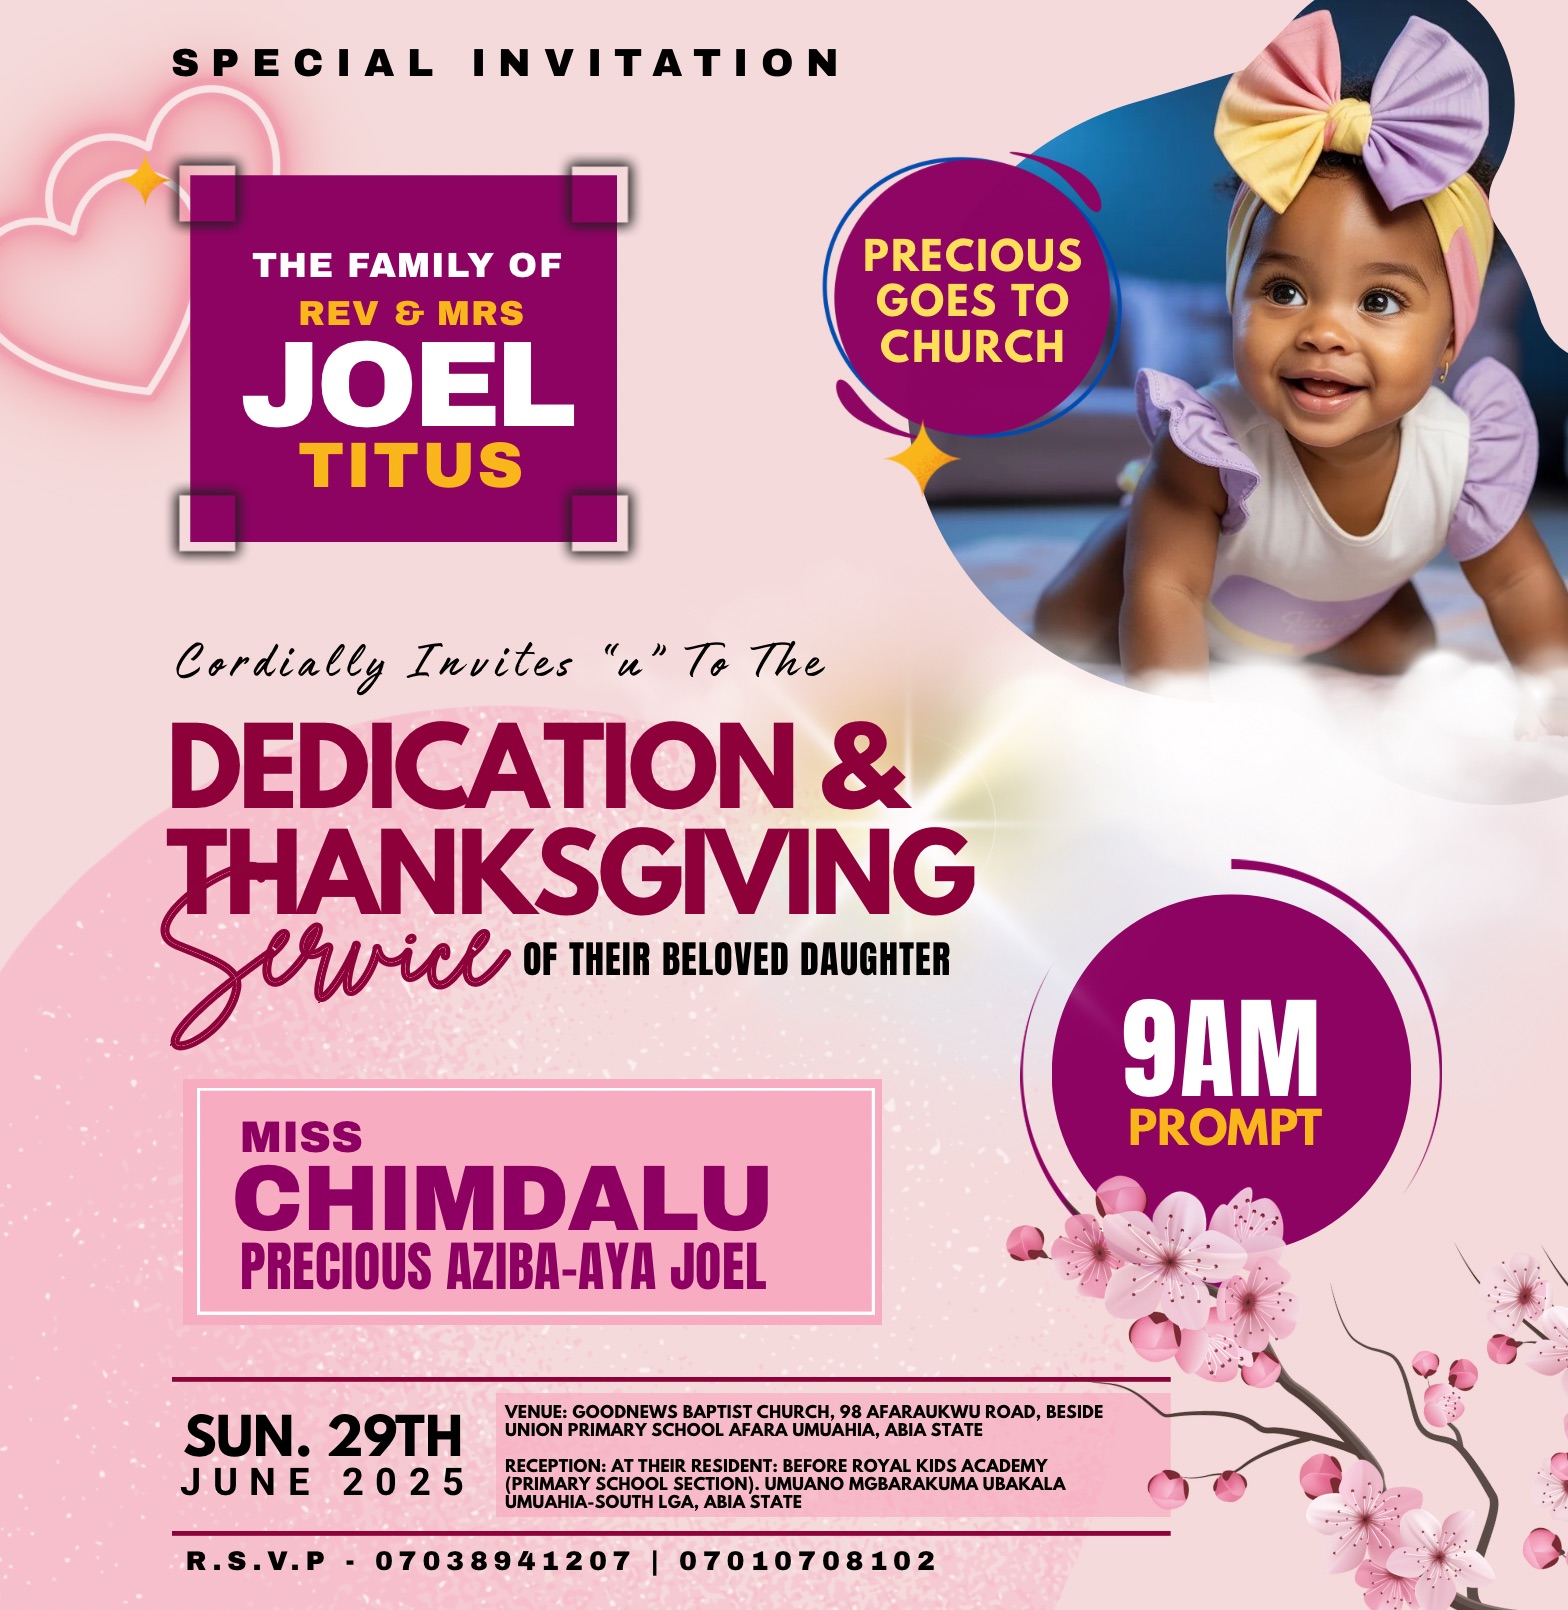 SPECIAL INVITATION
THE FAMILY OF
REV & MRS
JOEL
TITUS
PRECIOUS
GOES TO
CHURCH
Cordially Invites “u” To The
DEDICATION &
THANKSGIVING
Service OF THEIR BELOVED DAUGHTER
9AM
PROMPT
MISS
CHIMDALU
PRECIOUS AZIBA-AYA JOEL
SUN. 29TH
JUNE 2025
VENUE: GOODNEWS BAPTIST CHURCH, 98 AFARAUKWU ROAD, BESIDE
UNION PRIMARY SCHOOL AFARA UMUAHIA, ABIA STATE
RECEPTION: AT THEIR RESIDENT: BEFORE ROYAL KIDS ACADEMY
(PRIMARY SCHOOL SECTION). UMUANO MGBARAKUMA UBAKALA
UMUAHIA-SOUTH LGA, ABIA STATE
R.S.V.P - 07038941207 | 07010708102